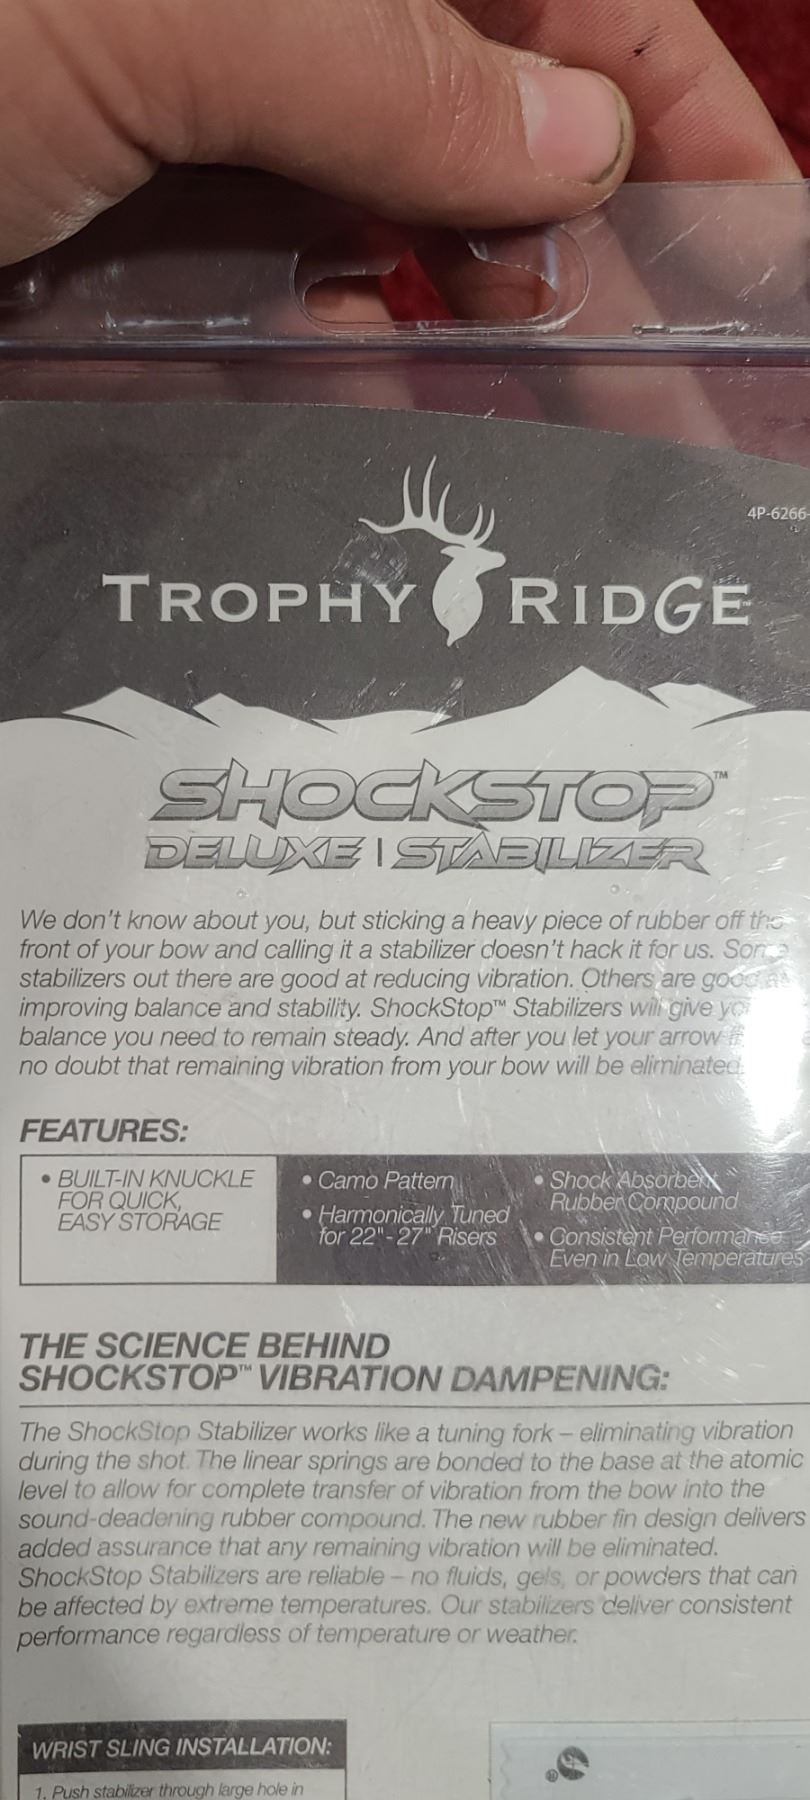 4P-6266-
TROPHY RIDGE
SHOCKSTOP™
DELUXE | STABILIZER
We don't know about you, but sticking a heavy piece of rubber off the
front of your bow and calling it a stabilizer doesn't hack it for us. Some
stabilizers out there are good at reducing vibration. Others are good at
improving balance and stability. ShockStop™ Stabilizers will give you
balance you need to remain steady. And after you let your arrow
no doubt that remaining vibration from your bow will be eliminated.
FEATURES:
• BUILT-IN KNUCKLE
FOR QUICK,
EASY STORAGE
• Camo Pattern
• Harmonically Tuned
for 22"- 27" Risers
• Shock Absorbent
Rubber Compound
• Consistent Performance
Even in Low Temperatures
THE SCIENCE BEHIND
SHOCKSTOP™ VIBRATION DAMPENING:
The ShockStop Stabilizer works like a tuning fork – eliminating vibration
during the shot. The linear springs are bonded to the base at the atomic
level to allow for complete transfer of vibration from the bow into the
sound-deadening rubber compound. The new rubber fin design delivers
added assurance that any remaining vibration will be eliminated.
ShockStop Stabilizers are reliable – no fluids, gels, or powders that can
be affected by extreme temperatures. Our stabilizers deliver consistent
performance regardless of temperature or weather.
WRIST SLING INSTALLATION:
1. Push stabilizer through large hole in